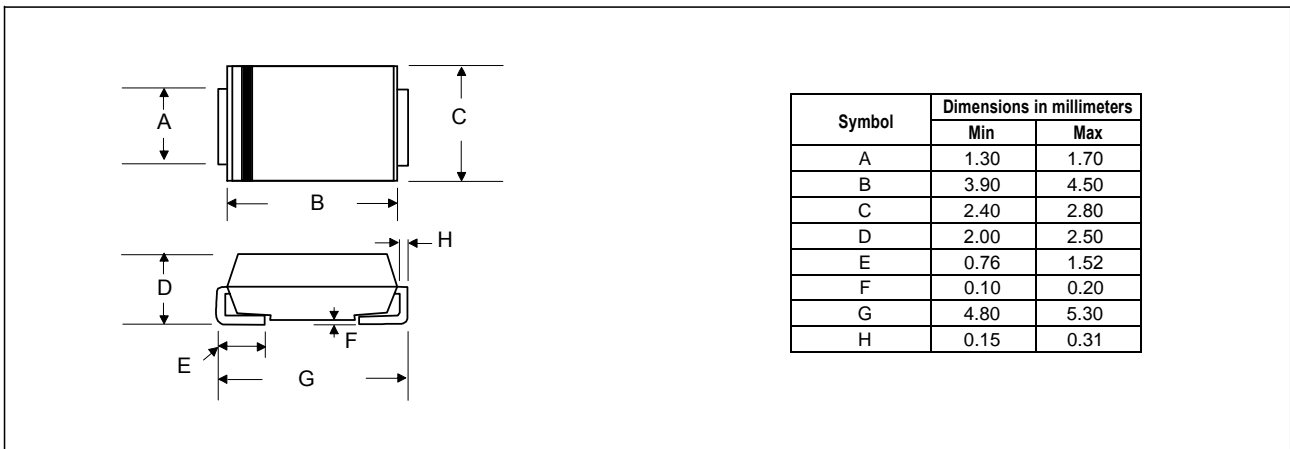 A
C
B
H
D
F
E
G
Symbol Dimensions in millimeters
Min Max
A 1.30 1.70
B 3.90 4.50
C 2.40 2.80
D 2.00 2.50
E 0.76 1.52
F 0.10 0.20
G 4.80 5.30
H 0.15 0.31